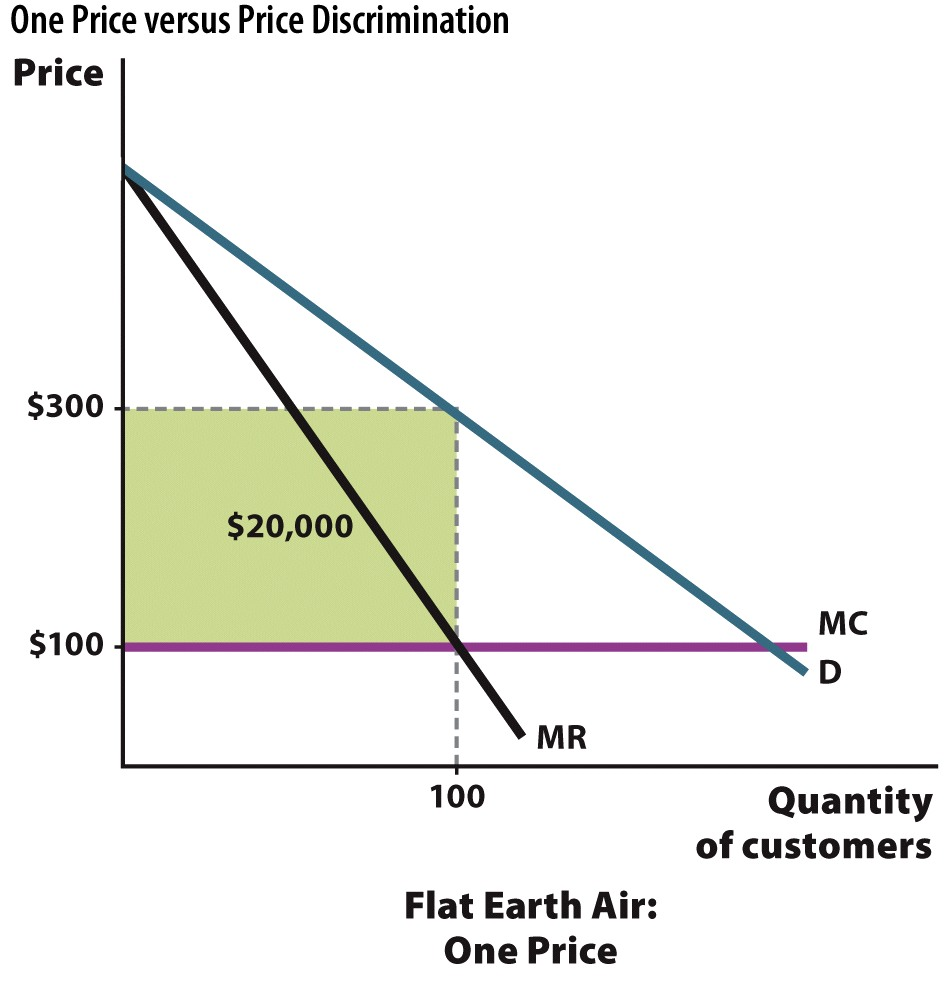 One Price versus Price Discrimination
Price
$300
$20,000
$100
MC
D
MR
100
Quantity
of customers
Flat Earth Air:
One Price